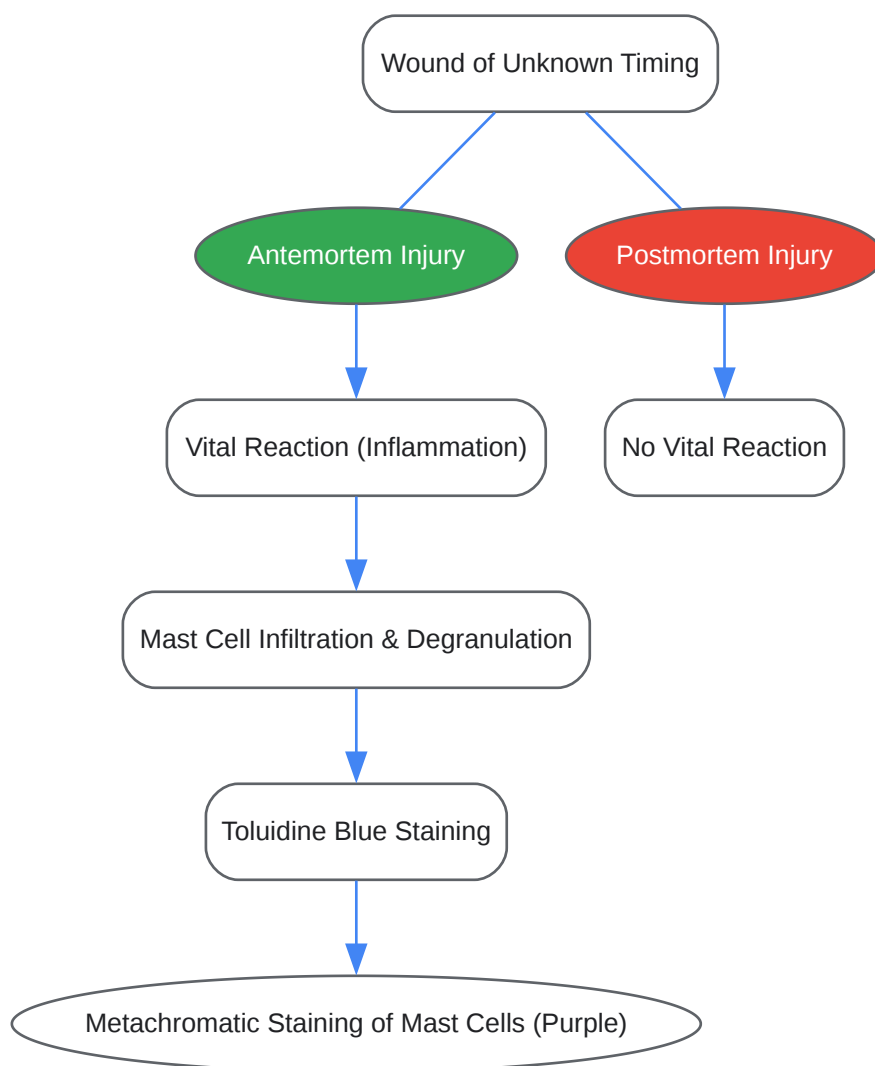 Wound of Unknown Timing
Antemortem Injury
Postmortem Injury
Vital Reaction (Inflammation)
No Vital Reaction
Mast Cell Infiltration & Degranulation
Toluidine Blue Staining
Metachromatic Staining of Mast Cells (Purple)